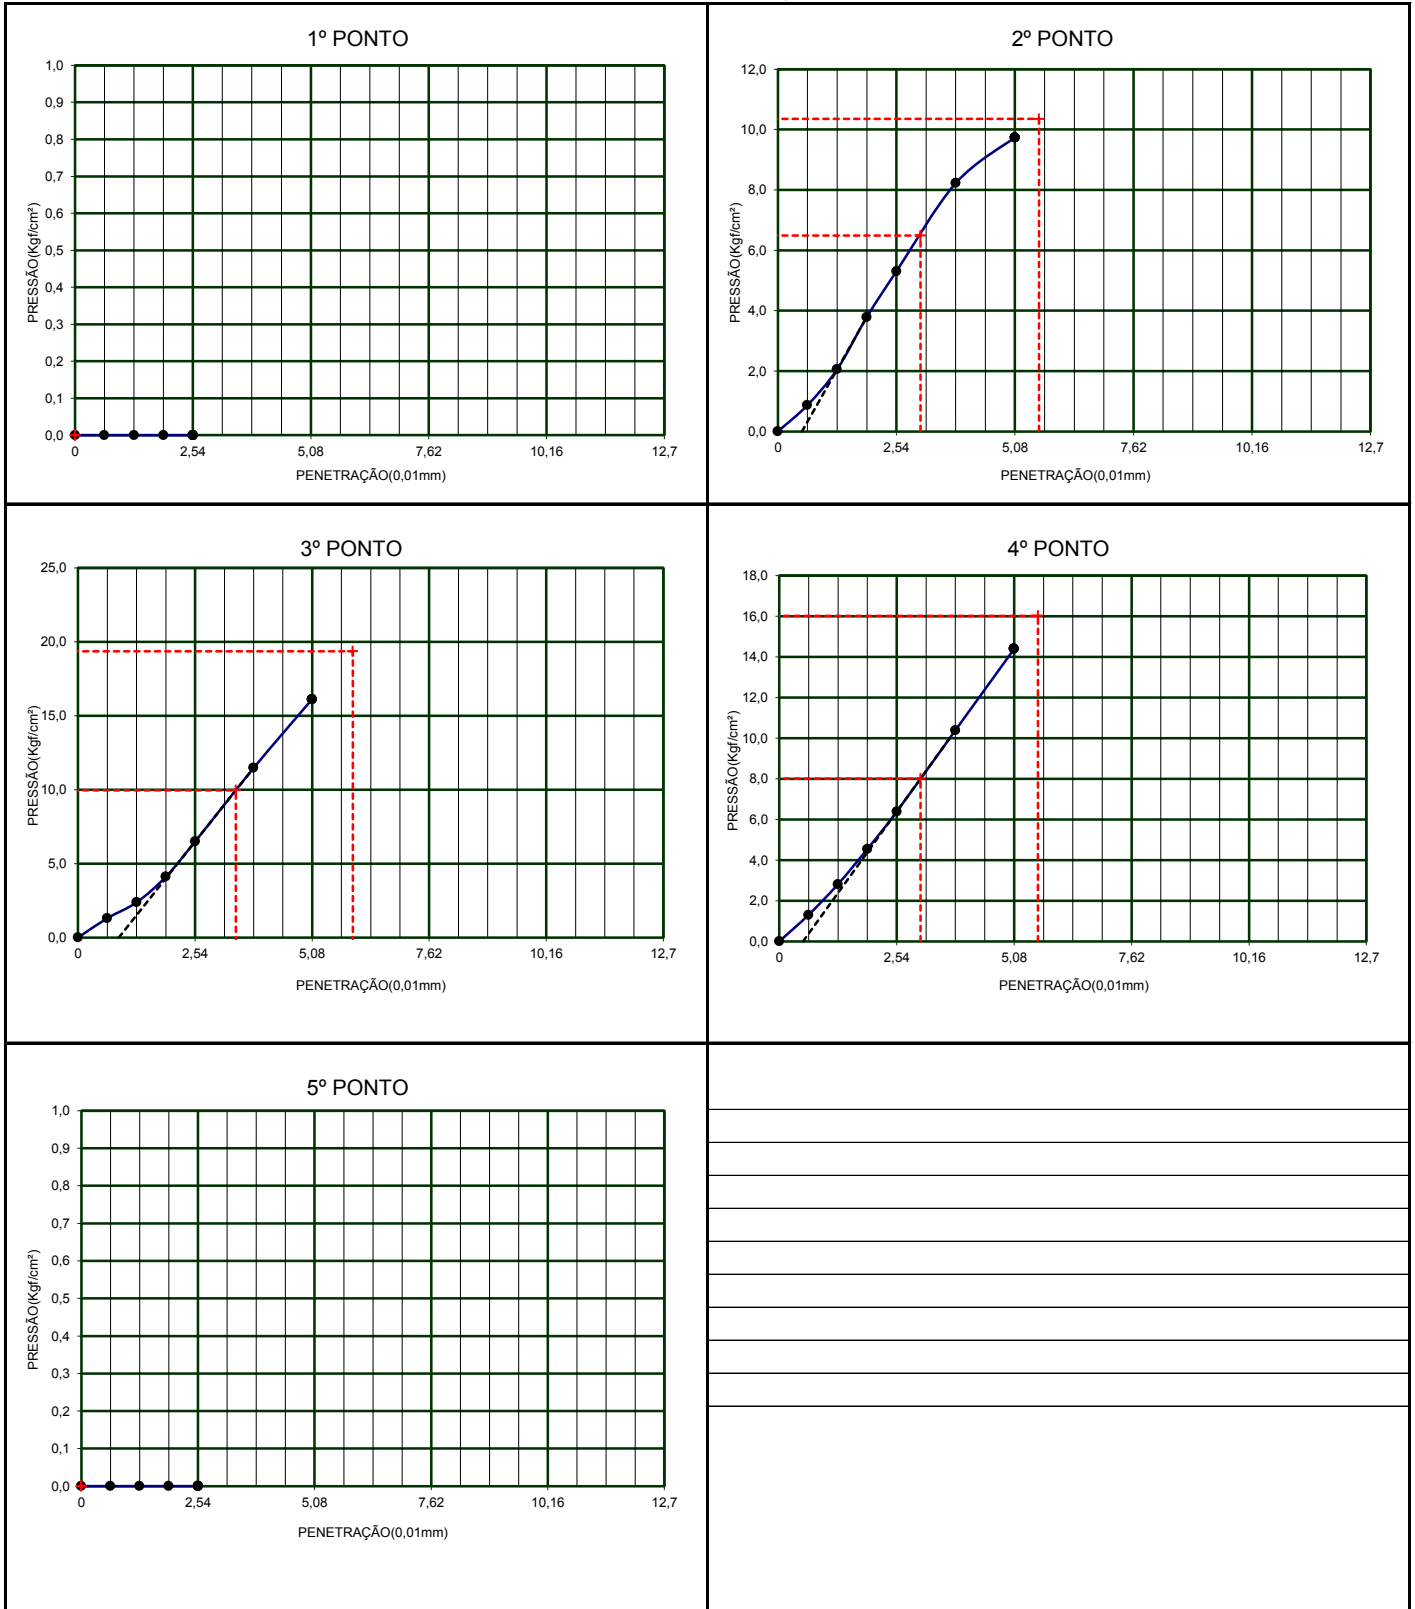 1º PONTO
1,0
0,9
0,8
0,7
0,6
0,5
0,4
0,3
0,2
0,1
0,0
PRESSÃO(Kgf/cm²)
0 2,54 5,08 7,62 10,16 12,7
PENETRAÇÃO(0,01mm)
2º PONTO
12,0
10,0
8,0
6,0
4,0
2,0
0,0
PRESSÃO(Kgf/cm²)
0 2,54 5,08 7,62 10,16 12,7
PENETRAÇÃO(0,01mm)
3º PONTO
25,0
20,0
15,0
10,0
5,0
0,0
PRESSÃO(Kgf/cm²)
0 2,54 5,08 7,62 10,16 12,7
PENETRAÇÃO(0,01mm)
4º PONTO
18,0
16,0
14,0
12,0
10,0
8,0
6,0
4,0
2,0
0,0
PRESSÃO(Kgf/cm²)
0 2,54 5,08 7,62 10,16 12,7
PENETRAÇÃO(0,01mm)
5º PONTO
1,0
0,9
0,8
0,7
0,6
0,5
0,4
0,3
0,2
0,1
0,0
PRESSÃO(Kgf/cm²)
0 2,54 5,08 7,62 10,16 12,7
PENETRAÇÃO(0,01mm)